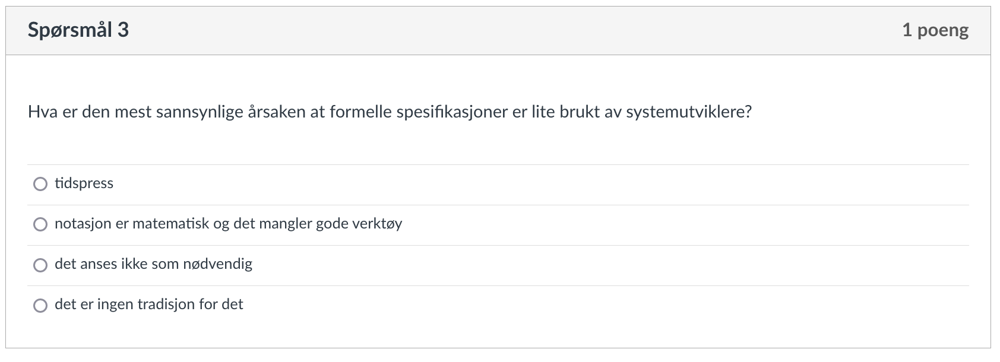 Spørsmål 3
1 poeng
Hva er den mest sannsynlige årsaken at formelle spesifikasjoner er lite brukt av systemutviklere?
tidspress
notasjon er matematisk og det mangler gode verktøy
det anses ikke som nødvendig
det er ingen tradisjon for det